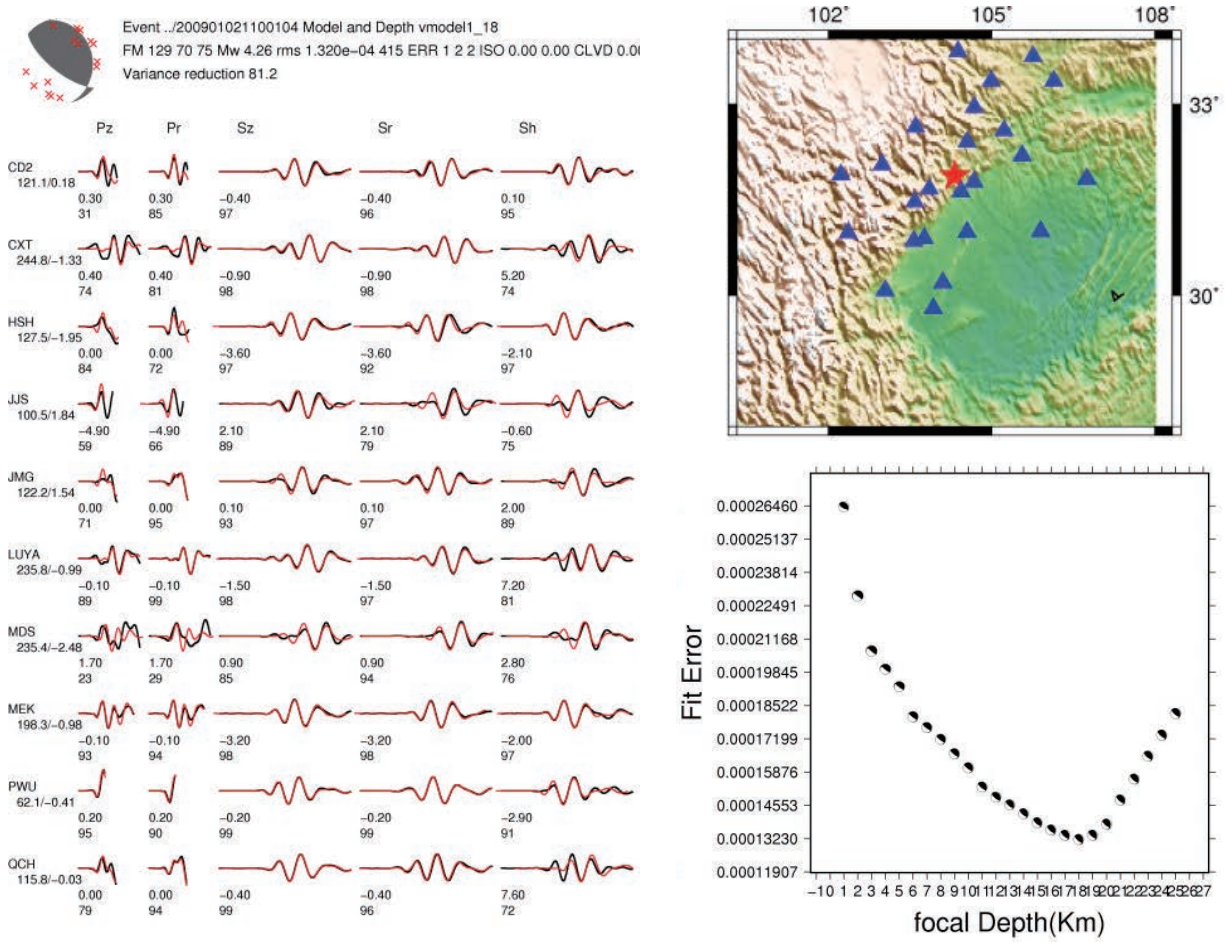 Event ../200901021100104 Model and Depth vmodel1_18
FM 129 70 75 Mw 4.26 rms 1.320e-04 415 ERR 1 2 2 ISO 0.00 0.00 CLVD 0.0
Variance reduction 81.2
Pz Pr Sz Sr Sh
CD2
121.1/0.18
0.30 0.30 -0.40 -0.40 0.10
31 85 97 96 95
CXT
244.8/-1.33
0.40 0.40 -0.90 -0.90 5.20
74 81 98 98 74
HSH
127.5/-1.95
0.00 0.00 -3.60 -3.60 -2.10
84 72 97 92 97
JJS
100.5/1.84
-4.90 -4.90 2.10 2.10 -0.60
59 66 89 79 75
JMG
122.2/1.54
0.00 0.00 0.10 0.10 2.00
71 95 93 97 89
LUYA
235.8/-0.99
-0.10 -0.10 -1.50 -1.50 7.20
89 99 98 97 81
MDS
235.4/-2.48
1.70 1.70 0.90 0.90 2.80
23 29 85 94 76
MEK
198.3/-0.98
-0.10 -0.10 -3.20 -3.20 -2.00
93 94 98 98 97
PWU
62.1/-0.41
0.20 0.20 -0.20 -0.20 -2.90
95 90 99 99 91
QCH
115.8/-0.03
0.00 0.00 -0.40 -0.40 7.60
79 94 99 96 72
102° 105° 108°
33°
30°
4
0.00026460
0.00025137
0.00023814
0.00022491
0.00021168
0.00019845
0.00018522
0.00017199
0.00015876
0.00014553
0.00013230
0.00011907
Fit Error
-1 0 1 2 3 4 5 6 7 8 9 10 11 12 13 14 15 16 17 18 19 20 21 22 23 24 25 26 27
focal Depth(Km)